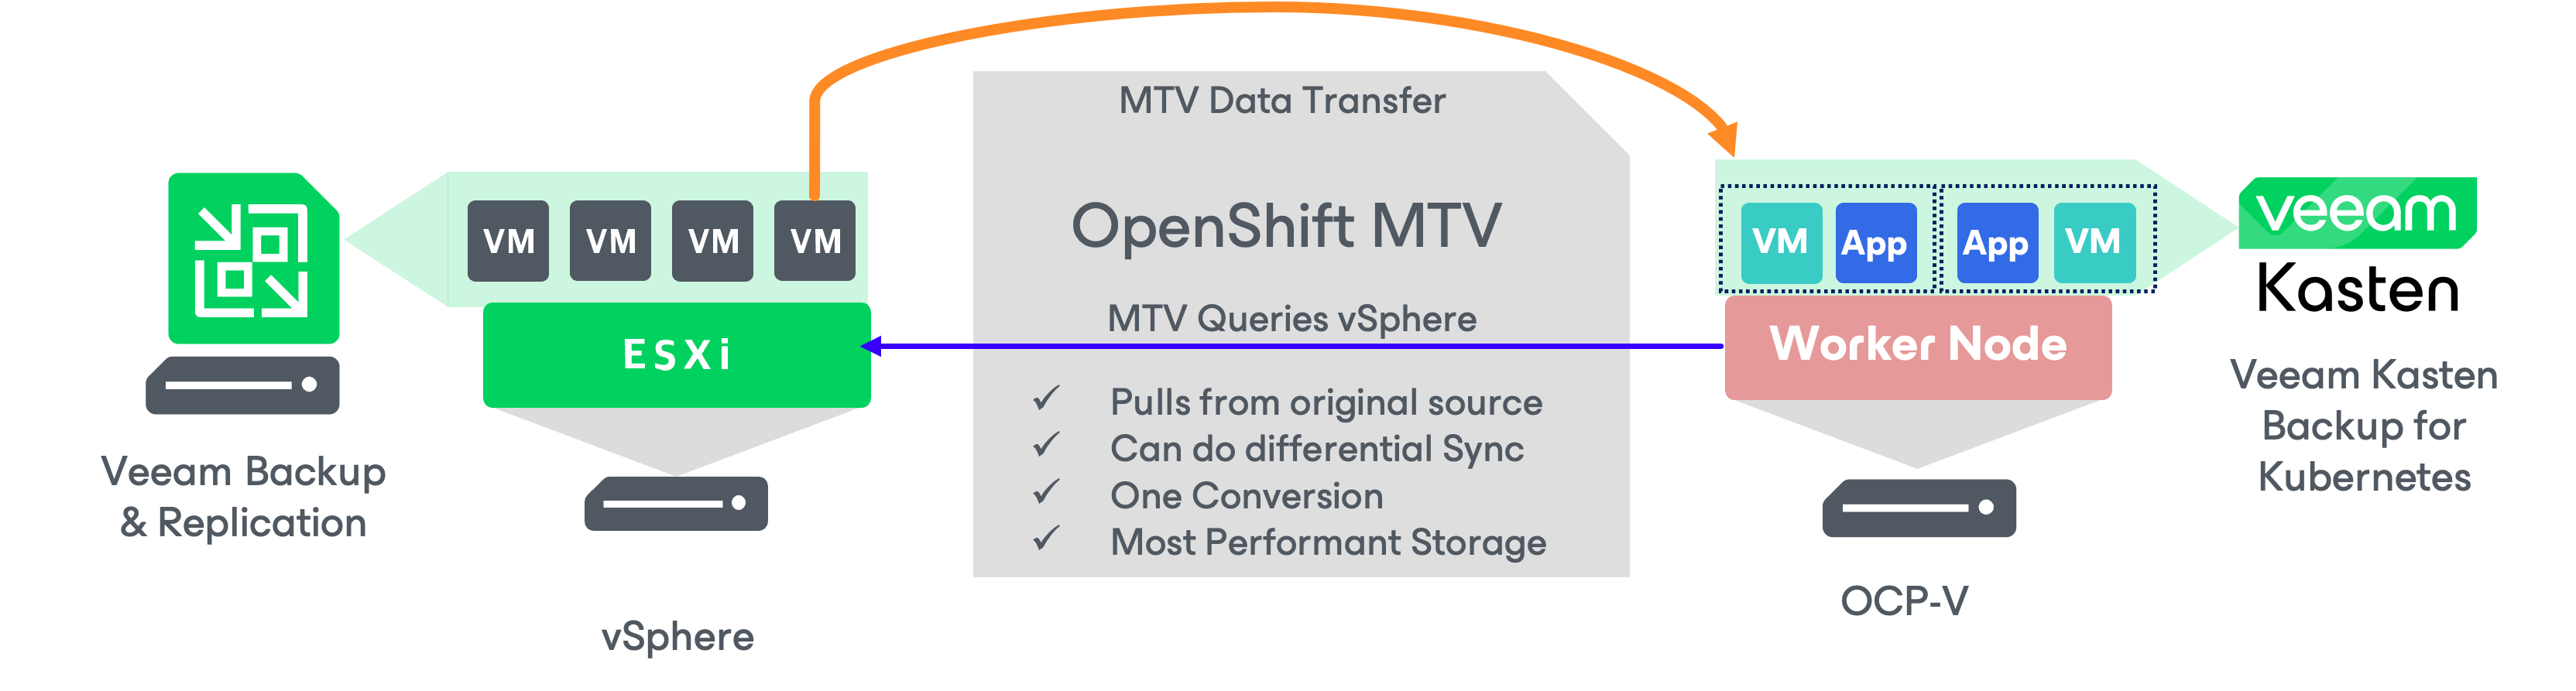 MTV Data Transfer
OpenShift MTV
MTV Queries vSphere
✓ Pulls from original source
✓ Can do differential Sync
✓ One Conversion
✓ Most Performant Storage
Veeam Backup
& Replication
VM VM VM VM
ESXi
vSphere
VM App App VM
Worker Node
OCP-V
veeam
Kasten
Veeam Kasten
Backup for
Kubernetes